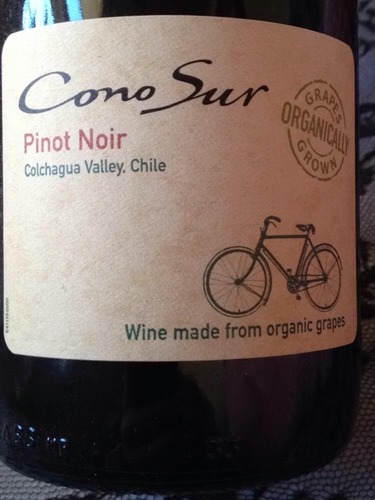 Cono Sur
Pinot Noir
Colchagua Valley, Chile
GRAPES
ORGANICALLY
GROWN
Wine made from organic grapes